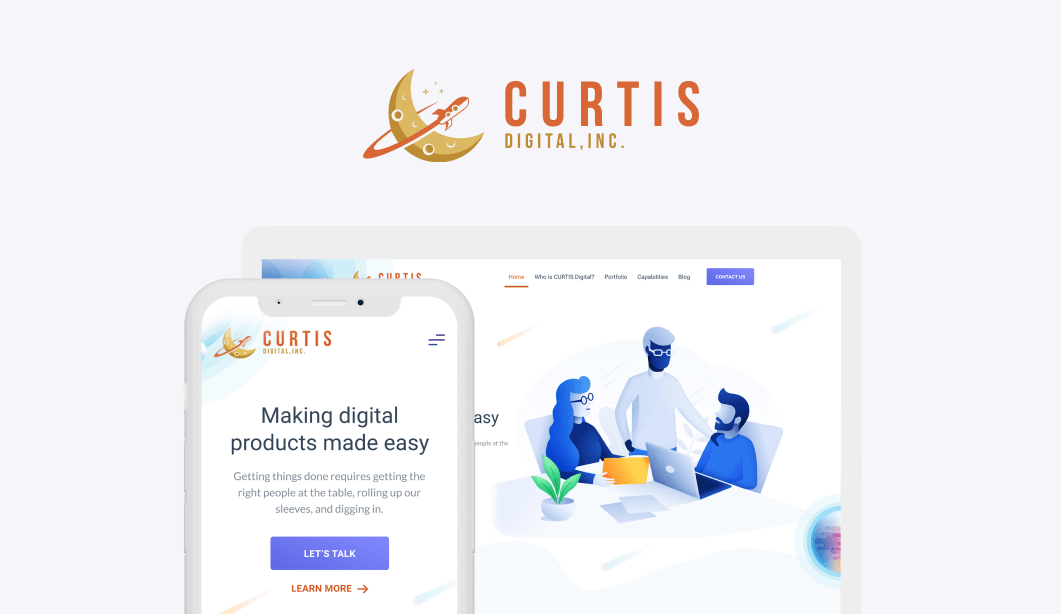 CURTIS
DIGITAL,INC.
CURTIS
Home Who is CURTIS Digital? Portfolio Capabilities Blog CONTACT US
CURTIS
DIGITAL,INC.
Making digital
products made easy
Getting things done requires getting the
right people at the table, rolling up our
sleeves, and digging in.
LET'S TALK
LEARN MORE
asy
people at the